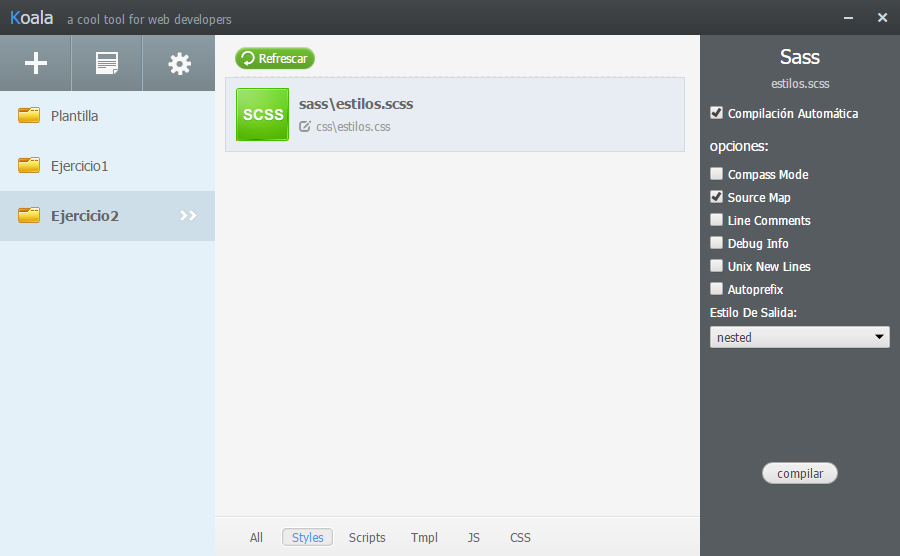 Koala a cool tool for web developers
Plantilla
Ejercicio1
Ejercicio2
Refrescar
SCSS
sass\estilos.scss
css\estilos.css
All Styles Scripts Tmpl JS CSS
Sass
estilos.scss
Compilación Automática
opciones:
Compass Mode
Source Map
Line Comments
Debug Info
Unix New Lines
Autoprefix
Estilo De Salida:
nested
compilar